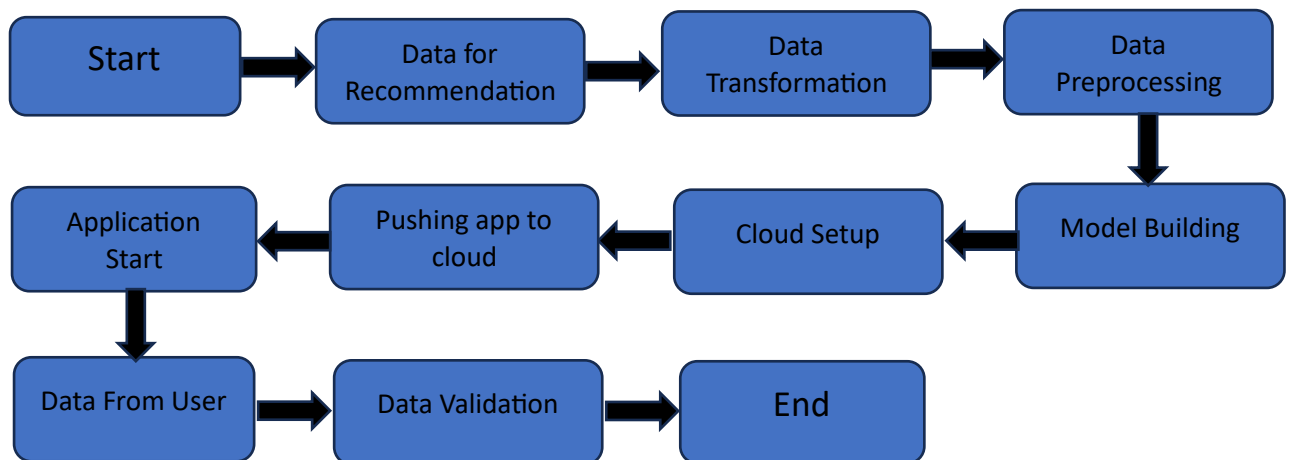 Start
Data for
Recommendation
Data
Transformation
Data
Preprocessing
Model Building
Cloud Setup
Pushing app to
cloud
Application
Start
Data From User
Data Validation
End